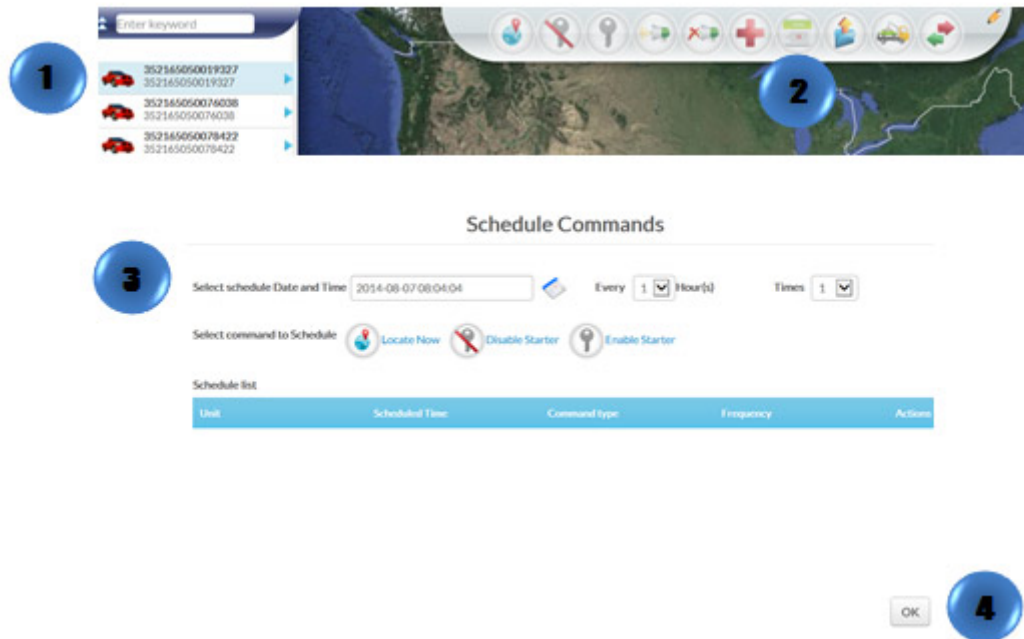 Enter keyword
1
352165050019327
352165050019327
352165050076038
352165050076038
352165050078422
352165050078422
2
Schedule Commands
3
Select schedule Date and Time 2014-08-07 08:04:04 Every 1 Hour(s) Times 1
Select command to Schedule Locate Now Disable Starter Enable Starter
Schedule list
Unit Scheduled Time Command type Frequency Actions
OK
4